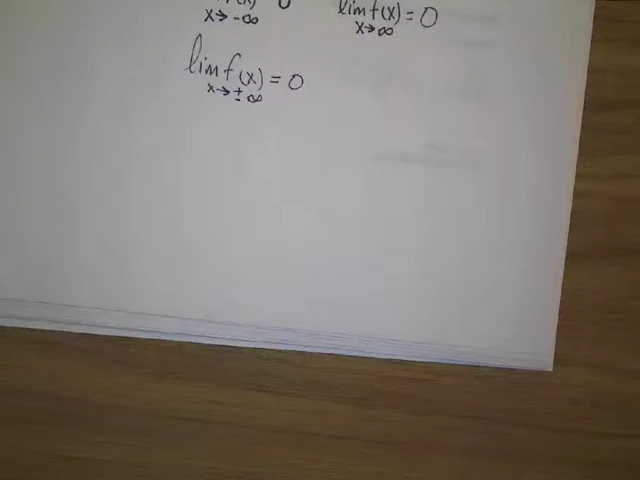 x→-∞ lim f(x) = 0
x→∞
lim f(x) = 0
x→±∞